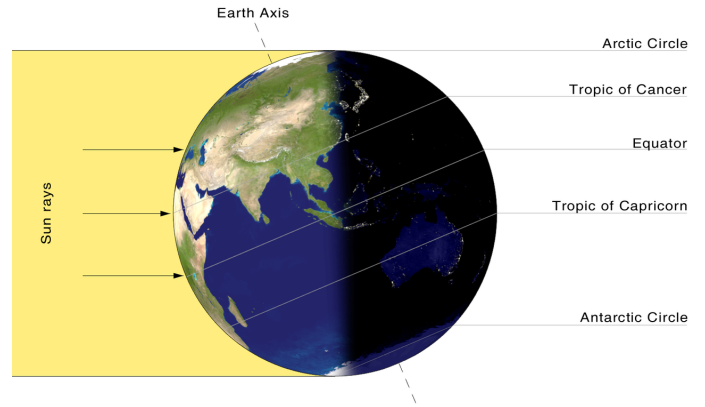 Earth Axis
Arctic Circle
Tropic of Cancer
Equator
Tropic of Capricorn
Sun rays
Antarctic Circle